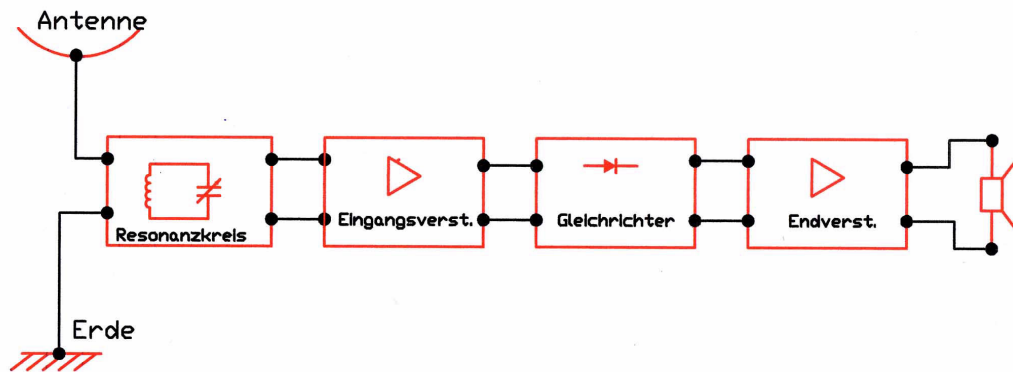 Antenne
Resonanzkreis
Eingangsverst.
Gleichrichter
Endverst.
Erde